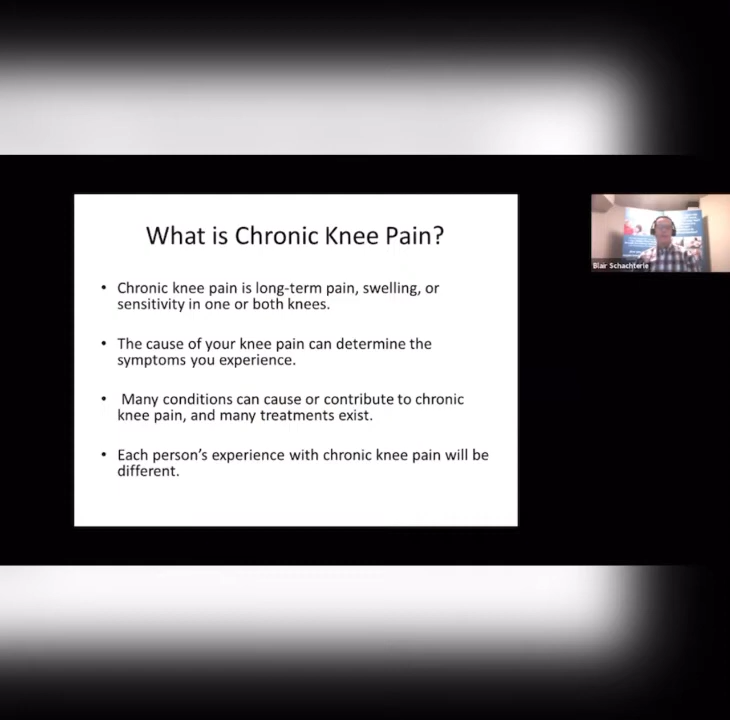 What is Chronic Knee Pain?
• Chronic knee pain is long-term pain, swelling, or
sensitivity in one or both knees.
• The cause of your knee pain can determine the
symptoms you experience.
• Many conditions can cause or contribute to chronic
knee pain, and many treatments exist.
• Each person's experience with chronic knee pain will be
different.
Blair Schachterle